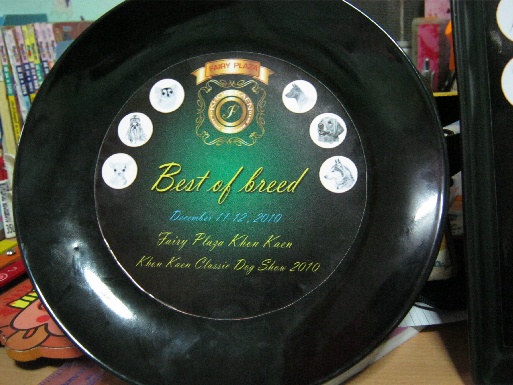 FAIRY PLAZA
F
Best of breed
December 11-12, 2010
Fairy Plaza Khon Kaen
Khon Kaen Classic Dog Show 2010